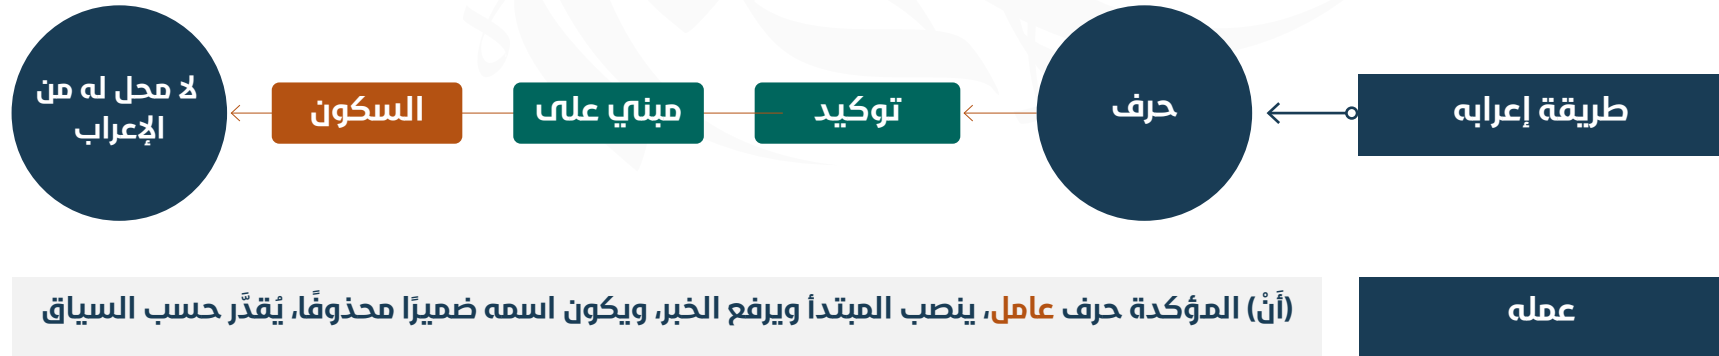 طريقة إعرابه
حرف
توكيد
مبني على
السكون
لا محل له من
الإعراب
عمله
(أَنْ) المؤكدة حرف عامل، ينصب المبتدأ ويرفع الخبر، ويكون اسمه ضميرًا محذوفًا، يُقدَّر حسب السياق